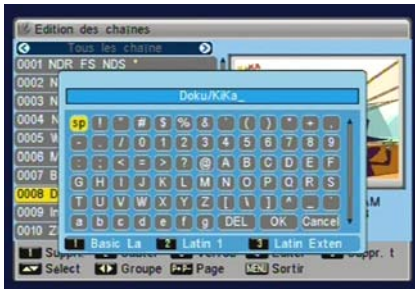 Edition des chaînes
Tous les chaîne
0001 NDR FS NDS *
0002 N
0003 N
0004 N
0005 W
0006 M
0007 B
0008 D
0009 In
0010 Z
Doku/KiKa_
sp ! " # $ % & ' ( ) * + ,
- . / 0 1 2 3 4 5 6 7 8 9
: ; < = > ? @ A B C D E F
G H I J K L M N O P Q R S
T U V W X Y Z [ \ ] ^ _ `
a b c d e f g DEL OK Cancel
1 Basic La 2 Latin 1 3 Latin Exten
Select Groupe Page MENU Sortir